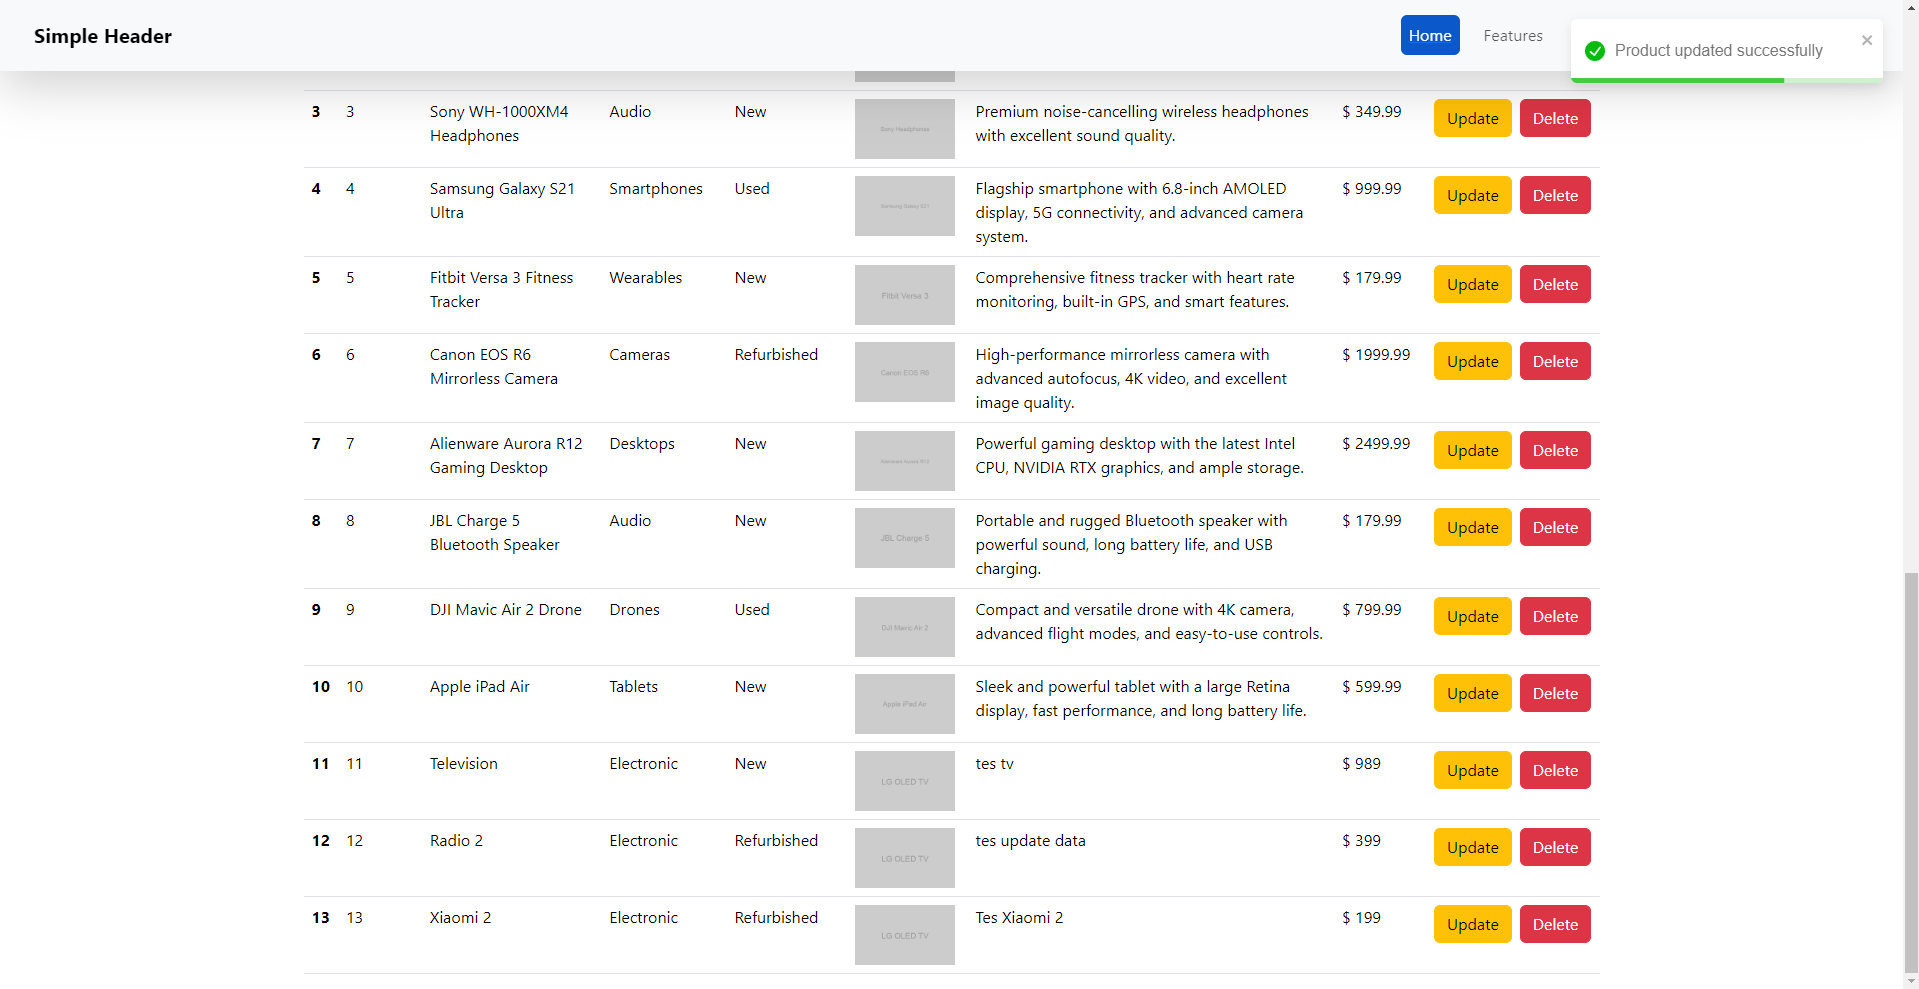 Simple Header
Home
Features
Product updated successfully
3 3 Sony WH-1000XM4 Audio New Sony Headphones Premium noise-cancelling wireless headphones $ 349.99 Update Delete
Headphones with excellent sound quality.
4 4 Samsung Galaxy S21 Smartphones Used Samsung Galaxy S21 Flagship smartphone with 6.8-inch AMOLED $ 999.99 Update Delete
Ultra display, 5G connectivity, and advanced camera
system.
5 5 Fitbit Versa 3 Fitness Wearables New Fitbit Versa 3 Comprehensive fitness tracker with heart rate $ 179.99 Update Delete
Tracker monitoring, built-in GPS, and smart features.
6 6 Canon EOS R6 Cameras Refurbished Canon EOS R6 High-performance mirrorless camera with $ 1999.99 Update Delete
Mirrorless Camera advanced autofocus, 4K video, and excellent
image quality.
7 7 Alienware Aurora R12 Desktops New Alienware Aurora R12 Powerful gaming desktop with the latest Intel $ 2499.99 Update Delete
Gaming Desktop CPU, NVIDIA RTX graphics, and ample storage.
8 8 JBL Charge 5 Audio New JBL Charge 5 Portable and rugged Bluetooth speaker with $ 179.99 Update Delete
Bluetooth Speaker powerful sound, long battery life, and USB
charging.
9 9 DJI Mavic Air 2 Drone Drones Used DJI Mavic Air 2 Compact and versatile drone with 4K camera, $ 799.99 Update Delete
advanced flight modes, and easy-to-use controls.
10 10 Apple iPad Air Tablets New Apple iPad Air Sleek and powerful tablet with a large Retina $ 599.99 Update Delete
display, fast performance, and long battery life.
11 11 Television Electronic New LG OLED TV tes tv $ 989 Update Delete
12 12 Radio 2 Electronic Refurbished LG OLED TV tes update data $ 399 Update Delete
13 13 Xiaomi 2 Electronic Refurbished LG OLED TV Tes Xiaomi 2 $ 199 Update Delete